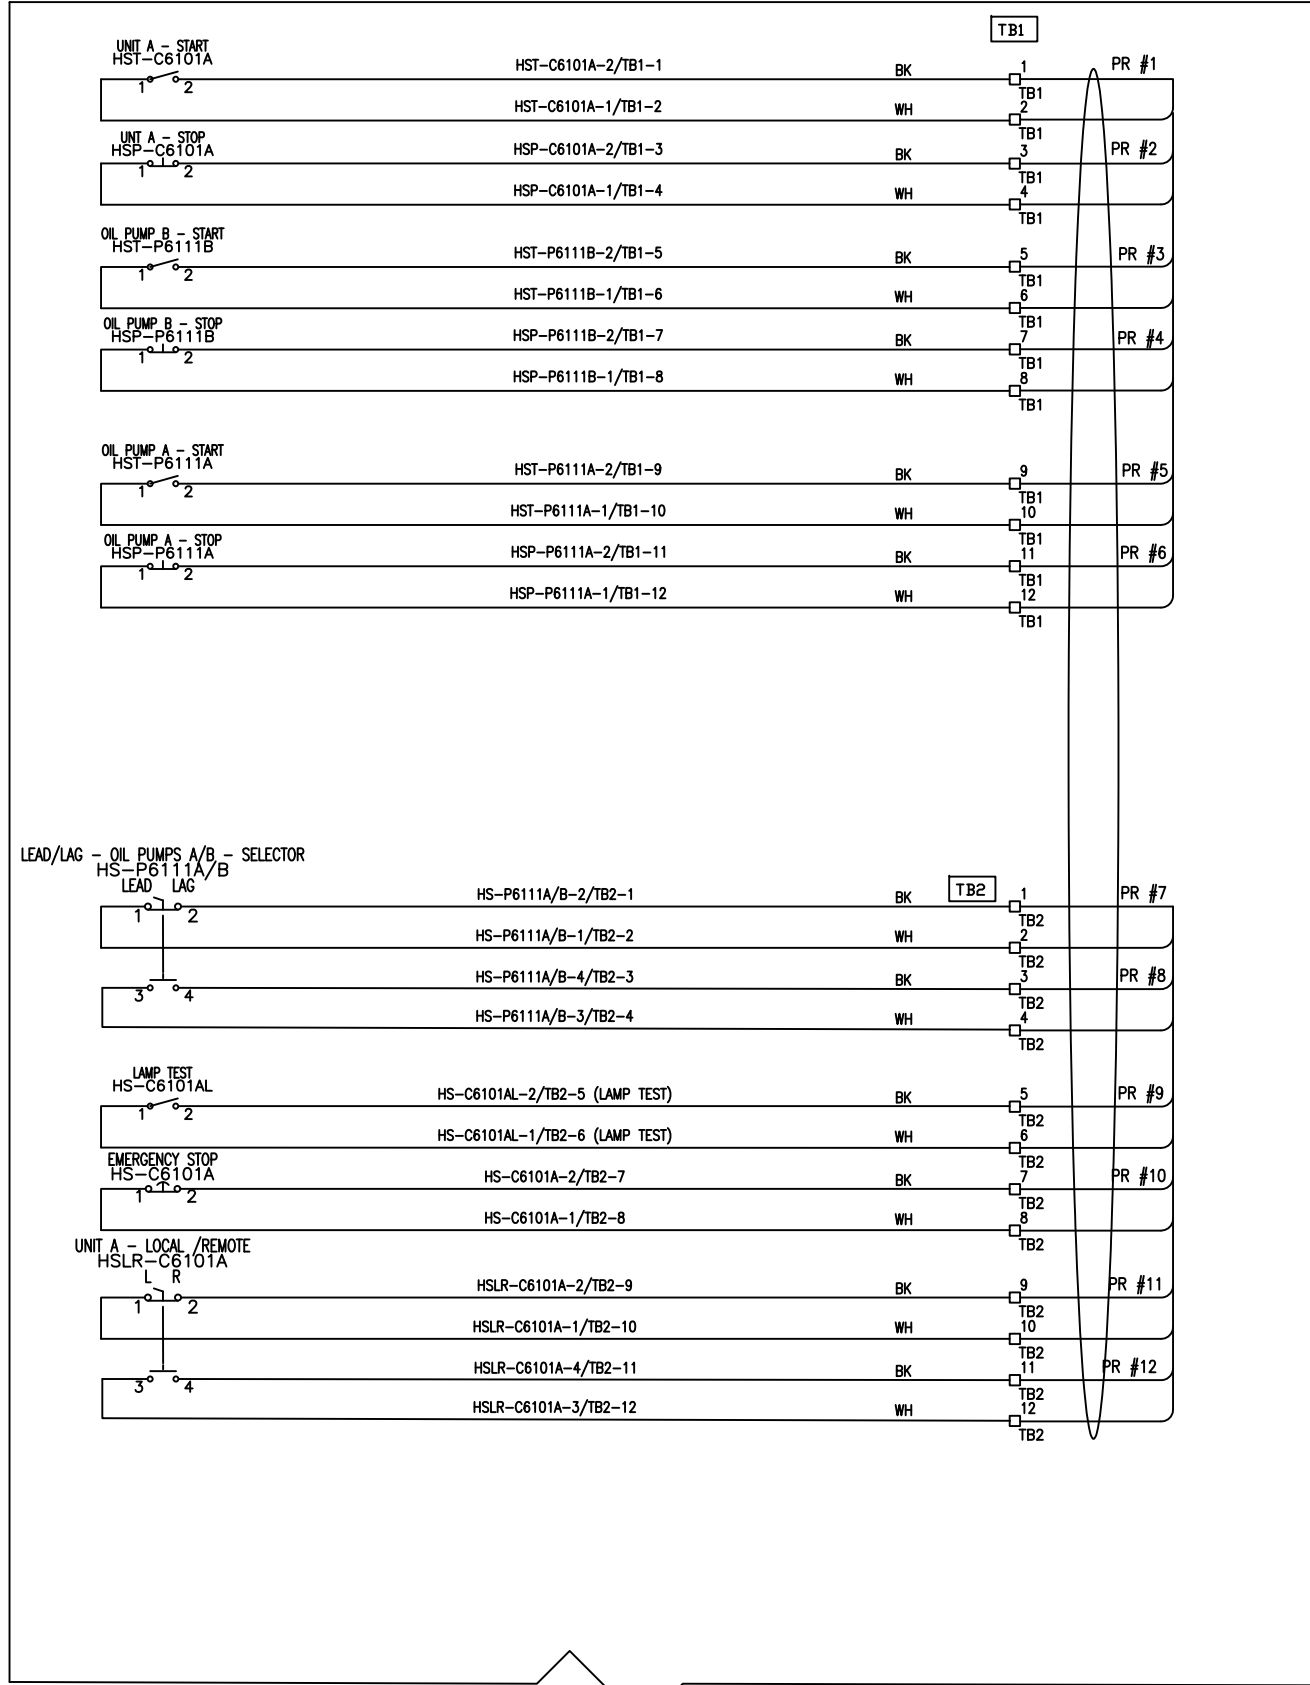 TB1
UNIT A - START
HST-C6101A
1 2
HST-C6101A-2/TB1-1 BK 1 PR #1
TB1
HST-C6101A-1/TB1-2 WH 2
TB1
UNT A - STOP
HSP-C6101A
1 2
HSP-C6101A-2/TB1-3 BK 3 PR #2
TB1
HSP-C6101A-1/TB1-4 WH 4
TB1
OIL PUMP B - START
HST-P6111B
1 2
HST-P6111B-2/TB1-5 BK 5 PR #3
TB1
HST-P6111B-1/TB1-6 WH 6
TB1
OIL PUMP B - STOP
HSP-P6111B
1 2
HSP-P6111B-2/TB1-7 BK 7 PR #4
TB1
HSP-P6111B-1/TB1-8 WH 8
TB1
OIL PUMP A - START
HST-P6111A
1 2
HST-P6111A-2/TB1-9 BK 9 PR #5
TB1
HST-P6111A-1/TB1-10 WH 10
TB1
OIL PUMP A - STOP
HSP-P6111A
1 2
HSP-P6111A-2/TB1-11 BK 11 PR #6
TB1
HSP-P6111A-1/TB1-12 WH 12
TB1
LEAD/LAG - OIL PUMPS A/B - SELECTOR
HS-P6111A/B
LEAD LAG
1 2
TB2
HS-P6111A/B-2/TB2-1 BK 1 PR #7
TB2
HS-P6111A/B-1/TB2-2 WH 2
TB2
HS-P6111A/B-4/TB2-3 BK 3 PR #8
3 4
TB2
HS-P6111A/B-3/TB2-4 WH 4
TB2
LAMP TEST
HS-C6101AL
1 2
HS-C6101AL-2/TB2-5 (LAMP TEST) BK 5 PR #9
TB2
HS-C6101AL-1/TB2-6 (LAMP TEST) WH 6
TB2
EMERGENCY STOP
HS-C6101A
1 2
HS-C6101A-2/TB2-7 BK 7 PR #10
TB2
HS-C6101A-1/TB2-8 WH 8
TB2
UNIT A - LOCAL /REMOTE
HSLR-C6101A
L R
1 2
HSLR-C6101A-2/TB2-9 BK 9 PR #11
TB2
HSLR-C6101A-1/TB2-10 WH 10
TB2
HSLR-C6101A-4/TB2-11 BK 11 PR #12
3 4
TB2
HSLR-C6101A-3/TB2-12 WH 12
TB2